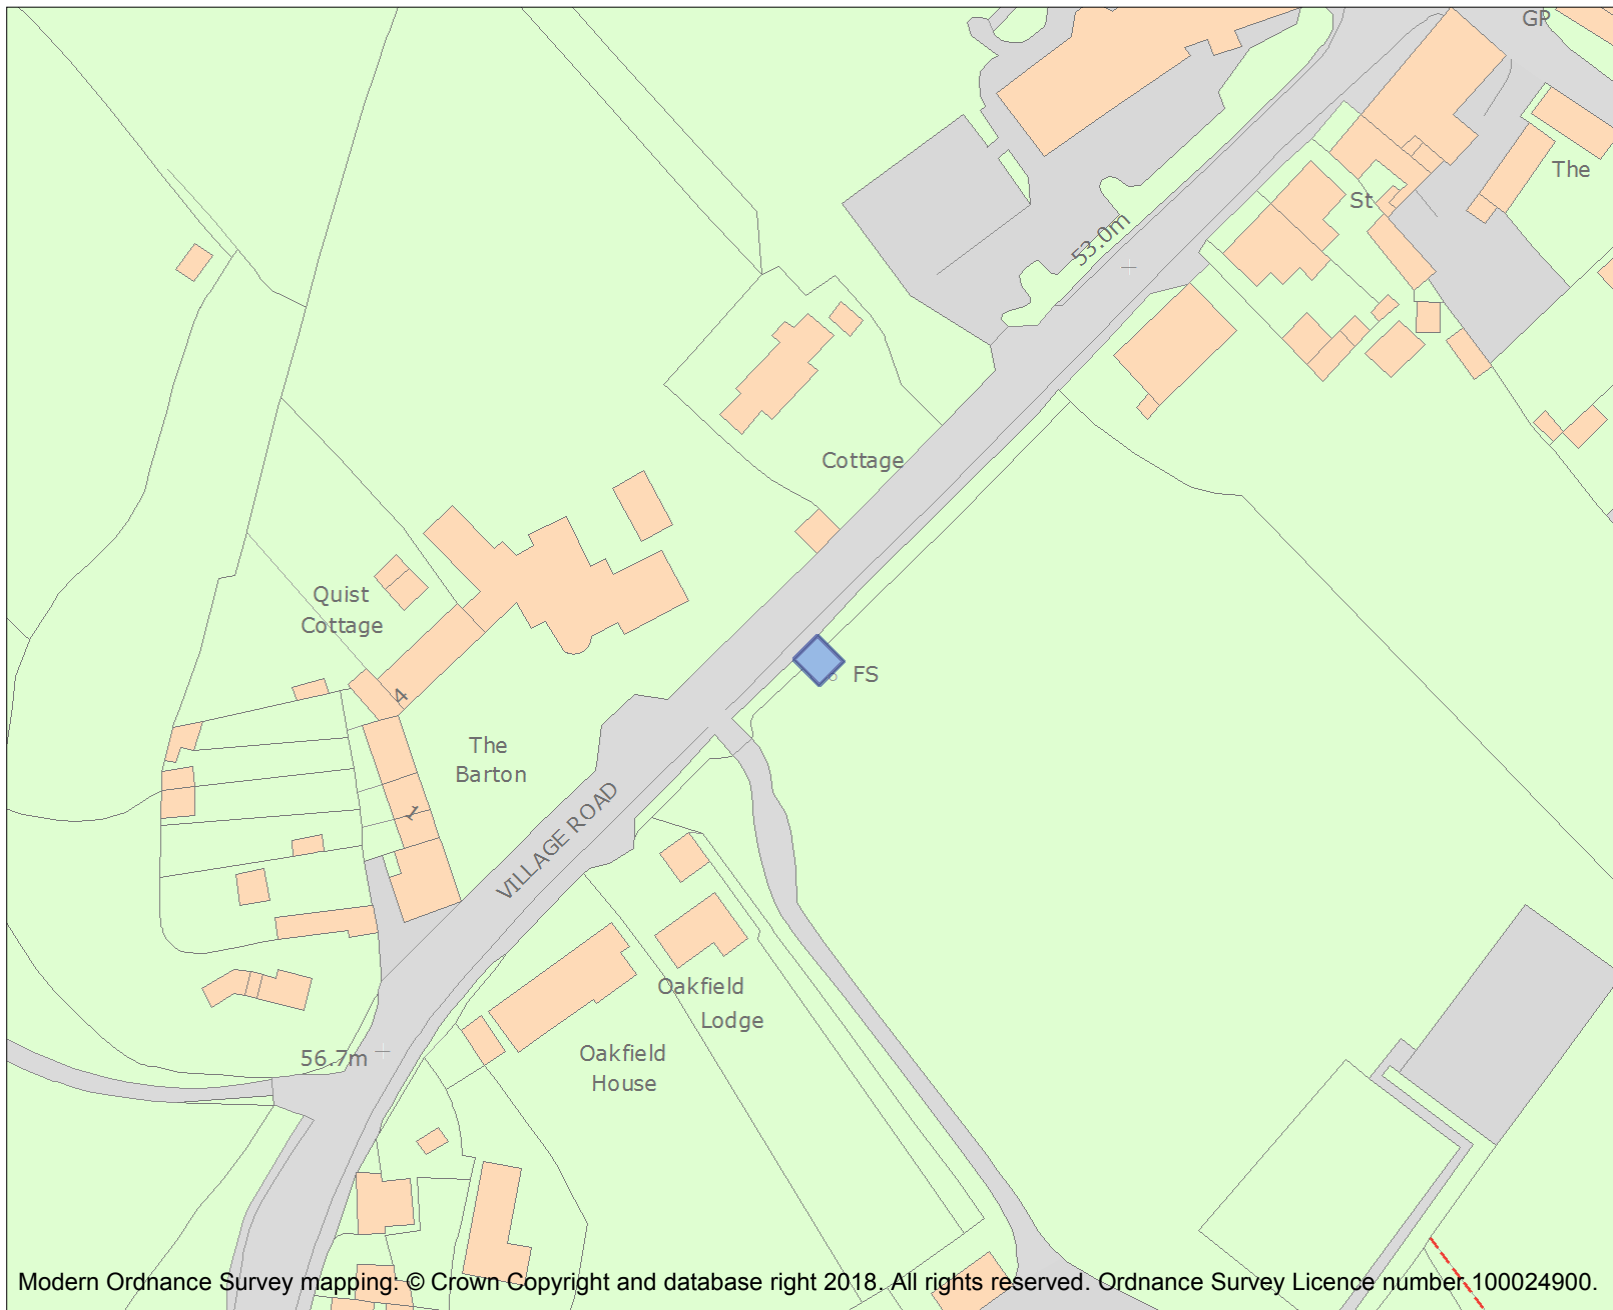 GP
The
St
53.0m
Cottage
Quist
Cottage
FS
4
The
Barton
1
VILLAGE ROAD
Oakfield
Lodge
Oakfield
House
56.7m
Modern Ordnance Survey mapping: © Crown Copyright and database right 2018. All rights reserved. Ordnance Survey Licence number 100024900.